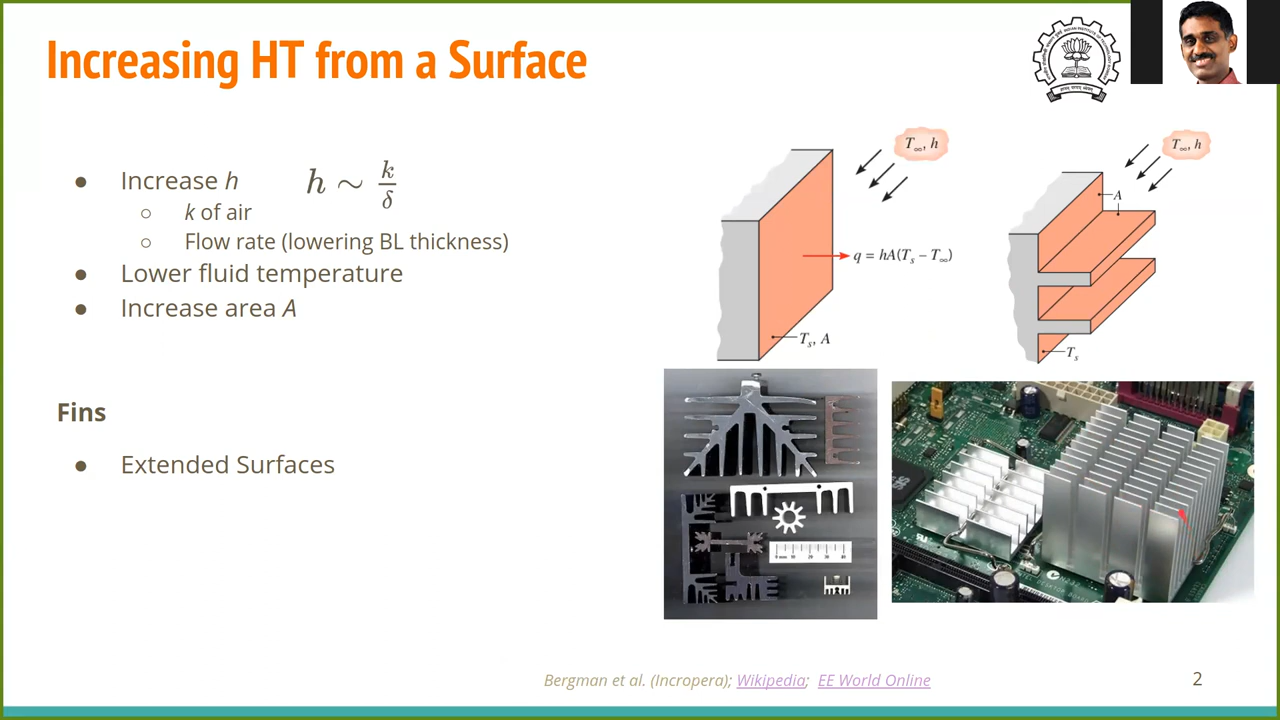 Increasing HT from a Surface
● Increase h
h ∼ k/δ
○ k of air
○ Flow rate (lowering BL thickness)
● Lower fluid temperature
● Increase area A
Fins
● Extended Surfaces
T∞, h
q = hA(Ts – T∞)
Ts, A
T∞, h
A
Ts
Bergman et al. (Incropera); Wikipedia; EE World Online
2